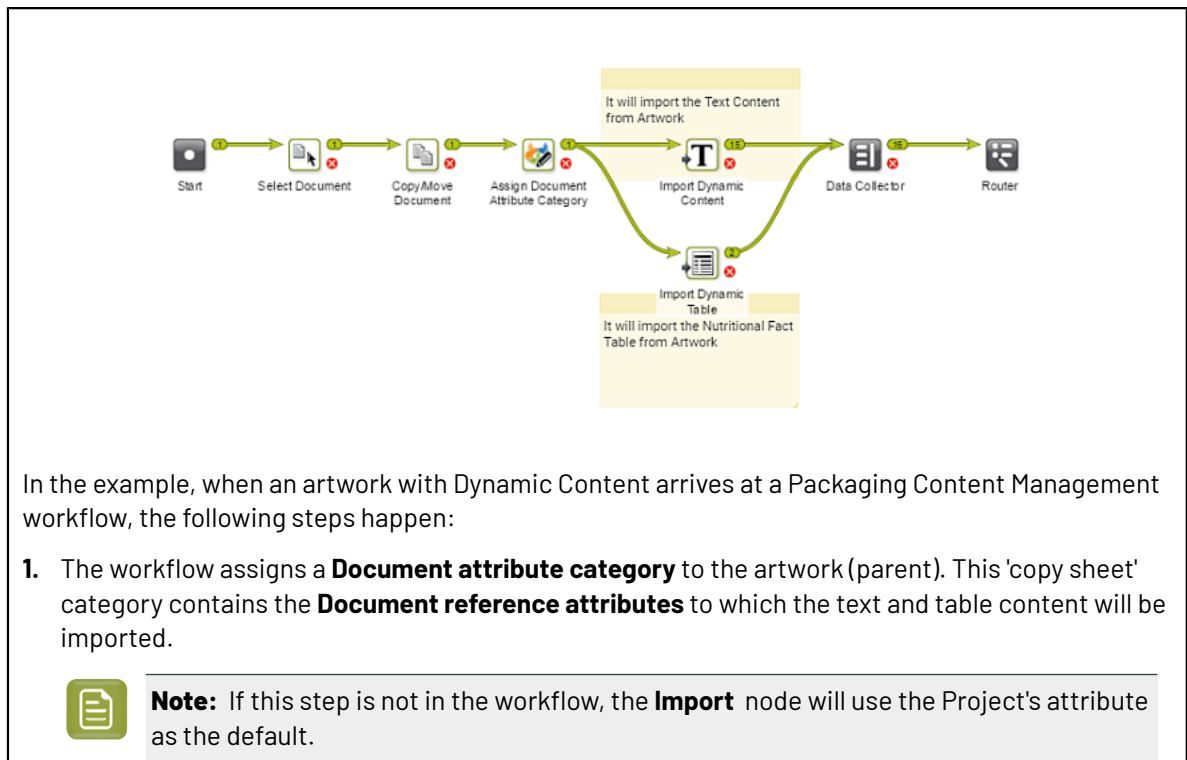 It will import the Text Content
from Artwork
1 1 1 1 15 16
Start Select Document Copy/Move Assign Document Import Dynamic Data Collector Router
Document Attribute Category Content
2
Import Dynamic
Table
It will import the Nutritional Fact
Table from Artwork
In the example, when an artwork with Dynamic Content arrives at a Packaging Content Management
workflow, the following steps happen:
1. The workflow assigns a Document attribute category to the artwork (parent). This 'copy sheet'
category contains the Document reference attributes to which the text and table content will be
imported.
Note: If this step is not in the workflow, the Import node will use the Project's attribute
as the default.